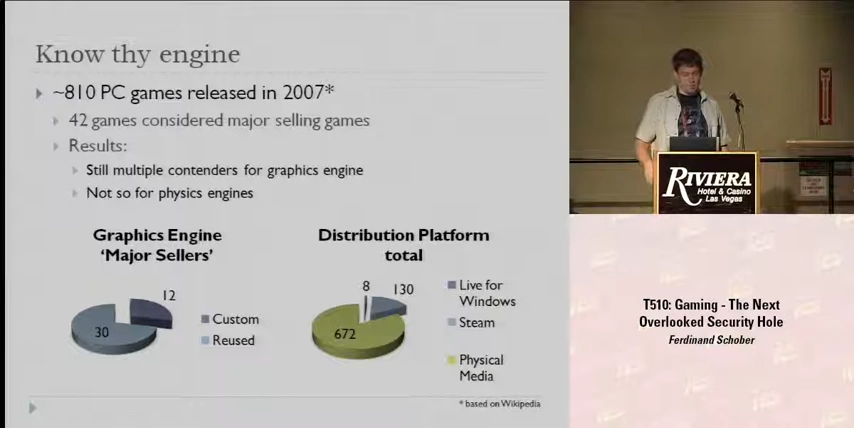 Know thy engine
~810 PC games released in 2007*
42 games considered major selling games
Results:
Still multiple contenders for graphics engine
Not so for physics engines
Graphics Engine
'Major Sellers'
12
30
Custom
Reused
Distribution Platform
total
8
130
672
Live for
Windows
Steam
Physical
Media
* based on Wikipedia
RIVIERA
Hotel & Casino
Las Vegas
T510: Gaming - The Next
Overlooked Security Hole
Ferdinand Schober